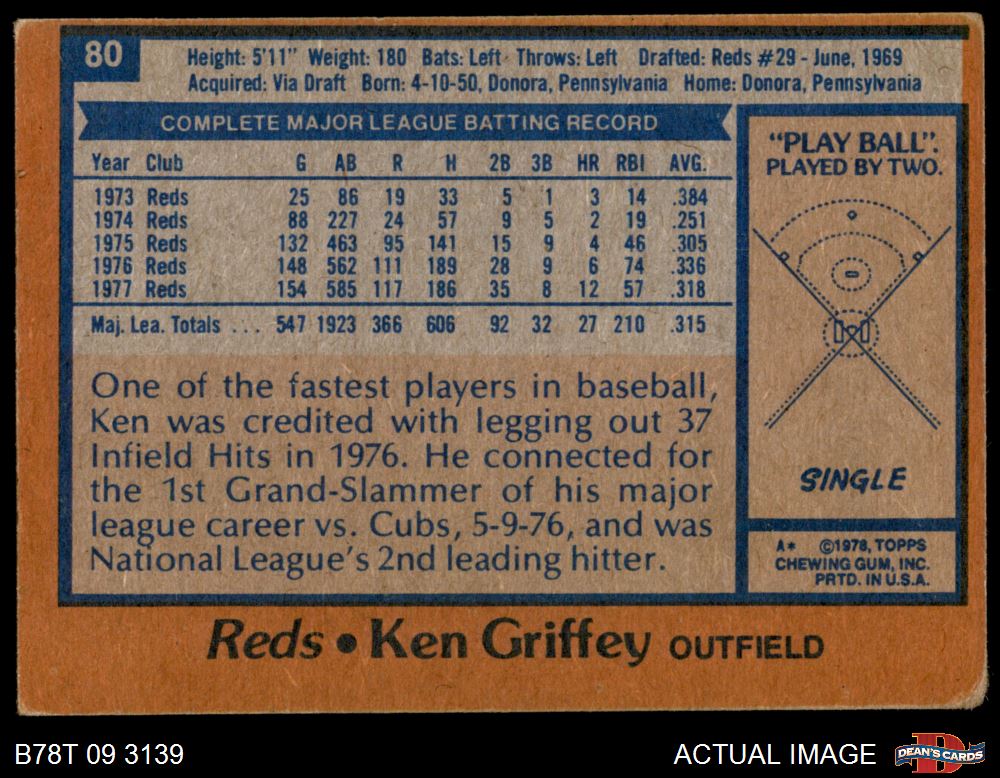 80
Height: 5'11" Weight: 180 Bats: Left Throws: Left Drafted: Reds #29 - June, 1969
Acquired: Via Draft Born: 4-10-50, Donora, Pennsylvania Home: Donora, Pennsylvania
COMPLETE MAJOR LEAGUE BATTING RECORD
Year Club G AB R H 2B 3B HR RBI AVG.
1973 Reds 25 86 19 33 5 1 3 14 .384
1974 Reds 88 227 24 57 9 5 2 19 .251
1975 Reds 132 463 95 141 15 9 4 46 .305
1976 Reds 148 562 111 189 28 9 6 74 .336
1977 Reds 154 585 117 186 35 8 12 57 .318
Maj. Lea. Totals ... 547 1923 366 606 92 32 27 210 .315
One of the fastest players in baseball,
Ken was credited with legging out 37
Infield Hits in 1976. He connected for
the 1st Grand-Slammer of his major
league career vs. Cubs, 5-9-76, and was
National League's 2nd leading hitter.
"PLAY BALL":
PLAYED BY TWO.
SINGLE
A* ©1978, TOPPS
CHEWING GUM, INC.
PRTD. IN U.S.A.
Reds • Ken Griffey OUTFIELD
B78T 09 3139
ACTUAL IMAGE
DEAN'S CARDS